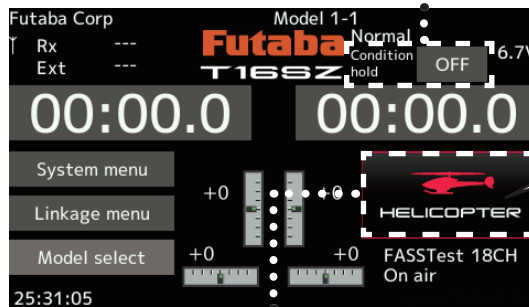 Futaba Corp
Model 1-1
Rx ---
Ext ---
Futaba
T16SZ
Normal
Condition
hold
OFF
6.7V
00:00.0
00:00.0
System menu
Linkage menu
Model select
+0
+0
+0
+0
HELICOPTER
FASSTest 18CH
On air
25:31:05